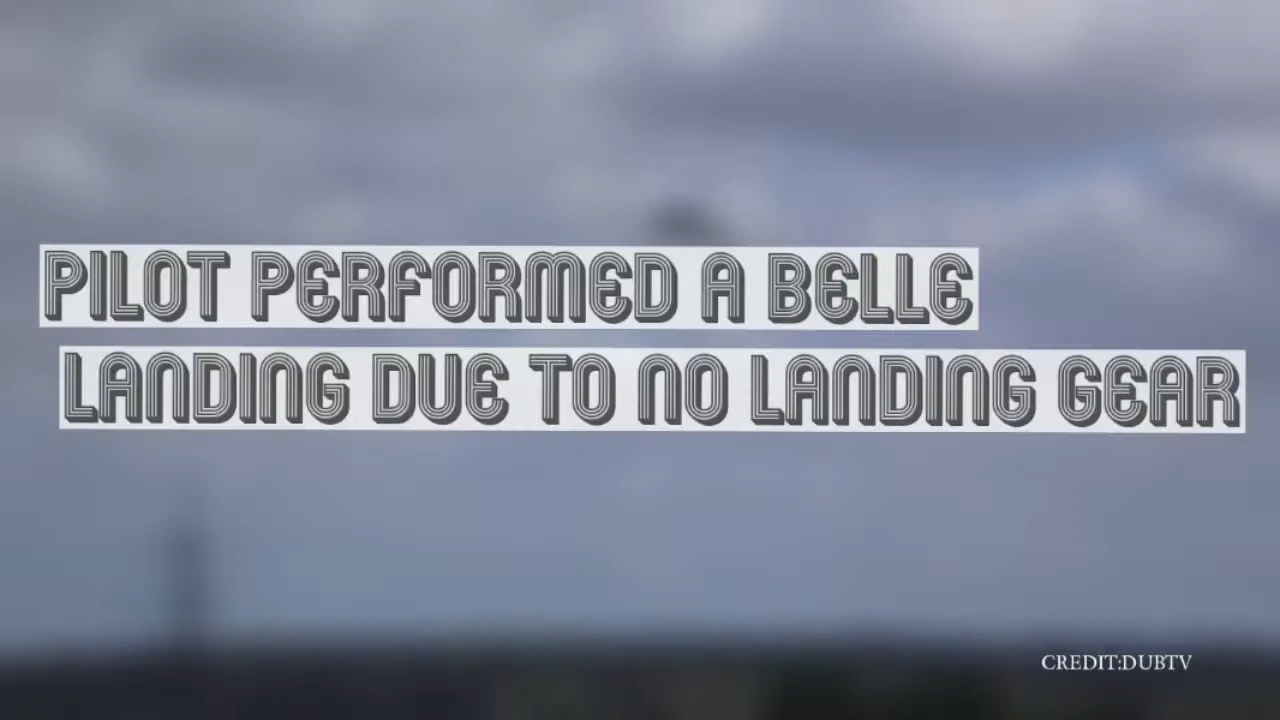 PILOT PERFORMED A BELLE
LANDING DUE TO NO LANDING GEAR
CREDIT:DUBTV